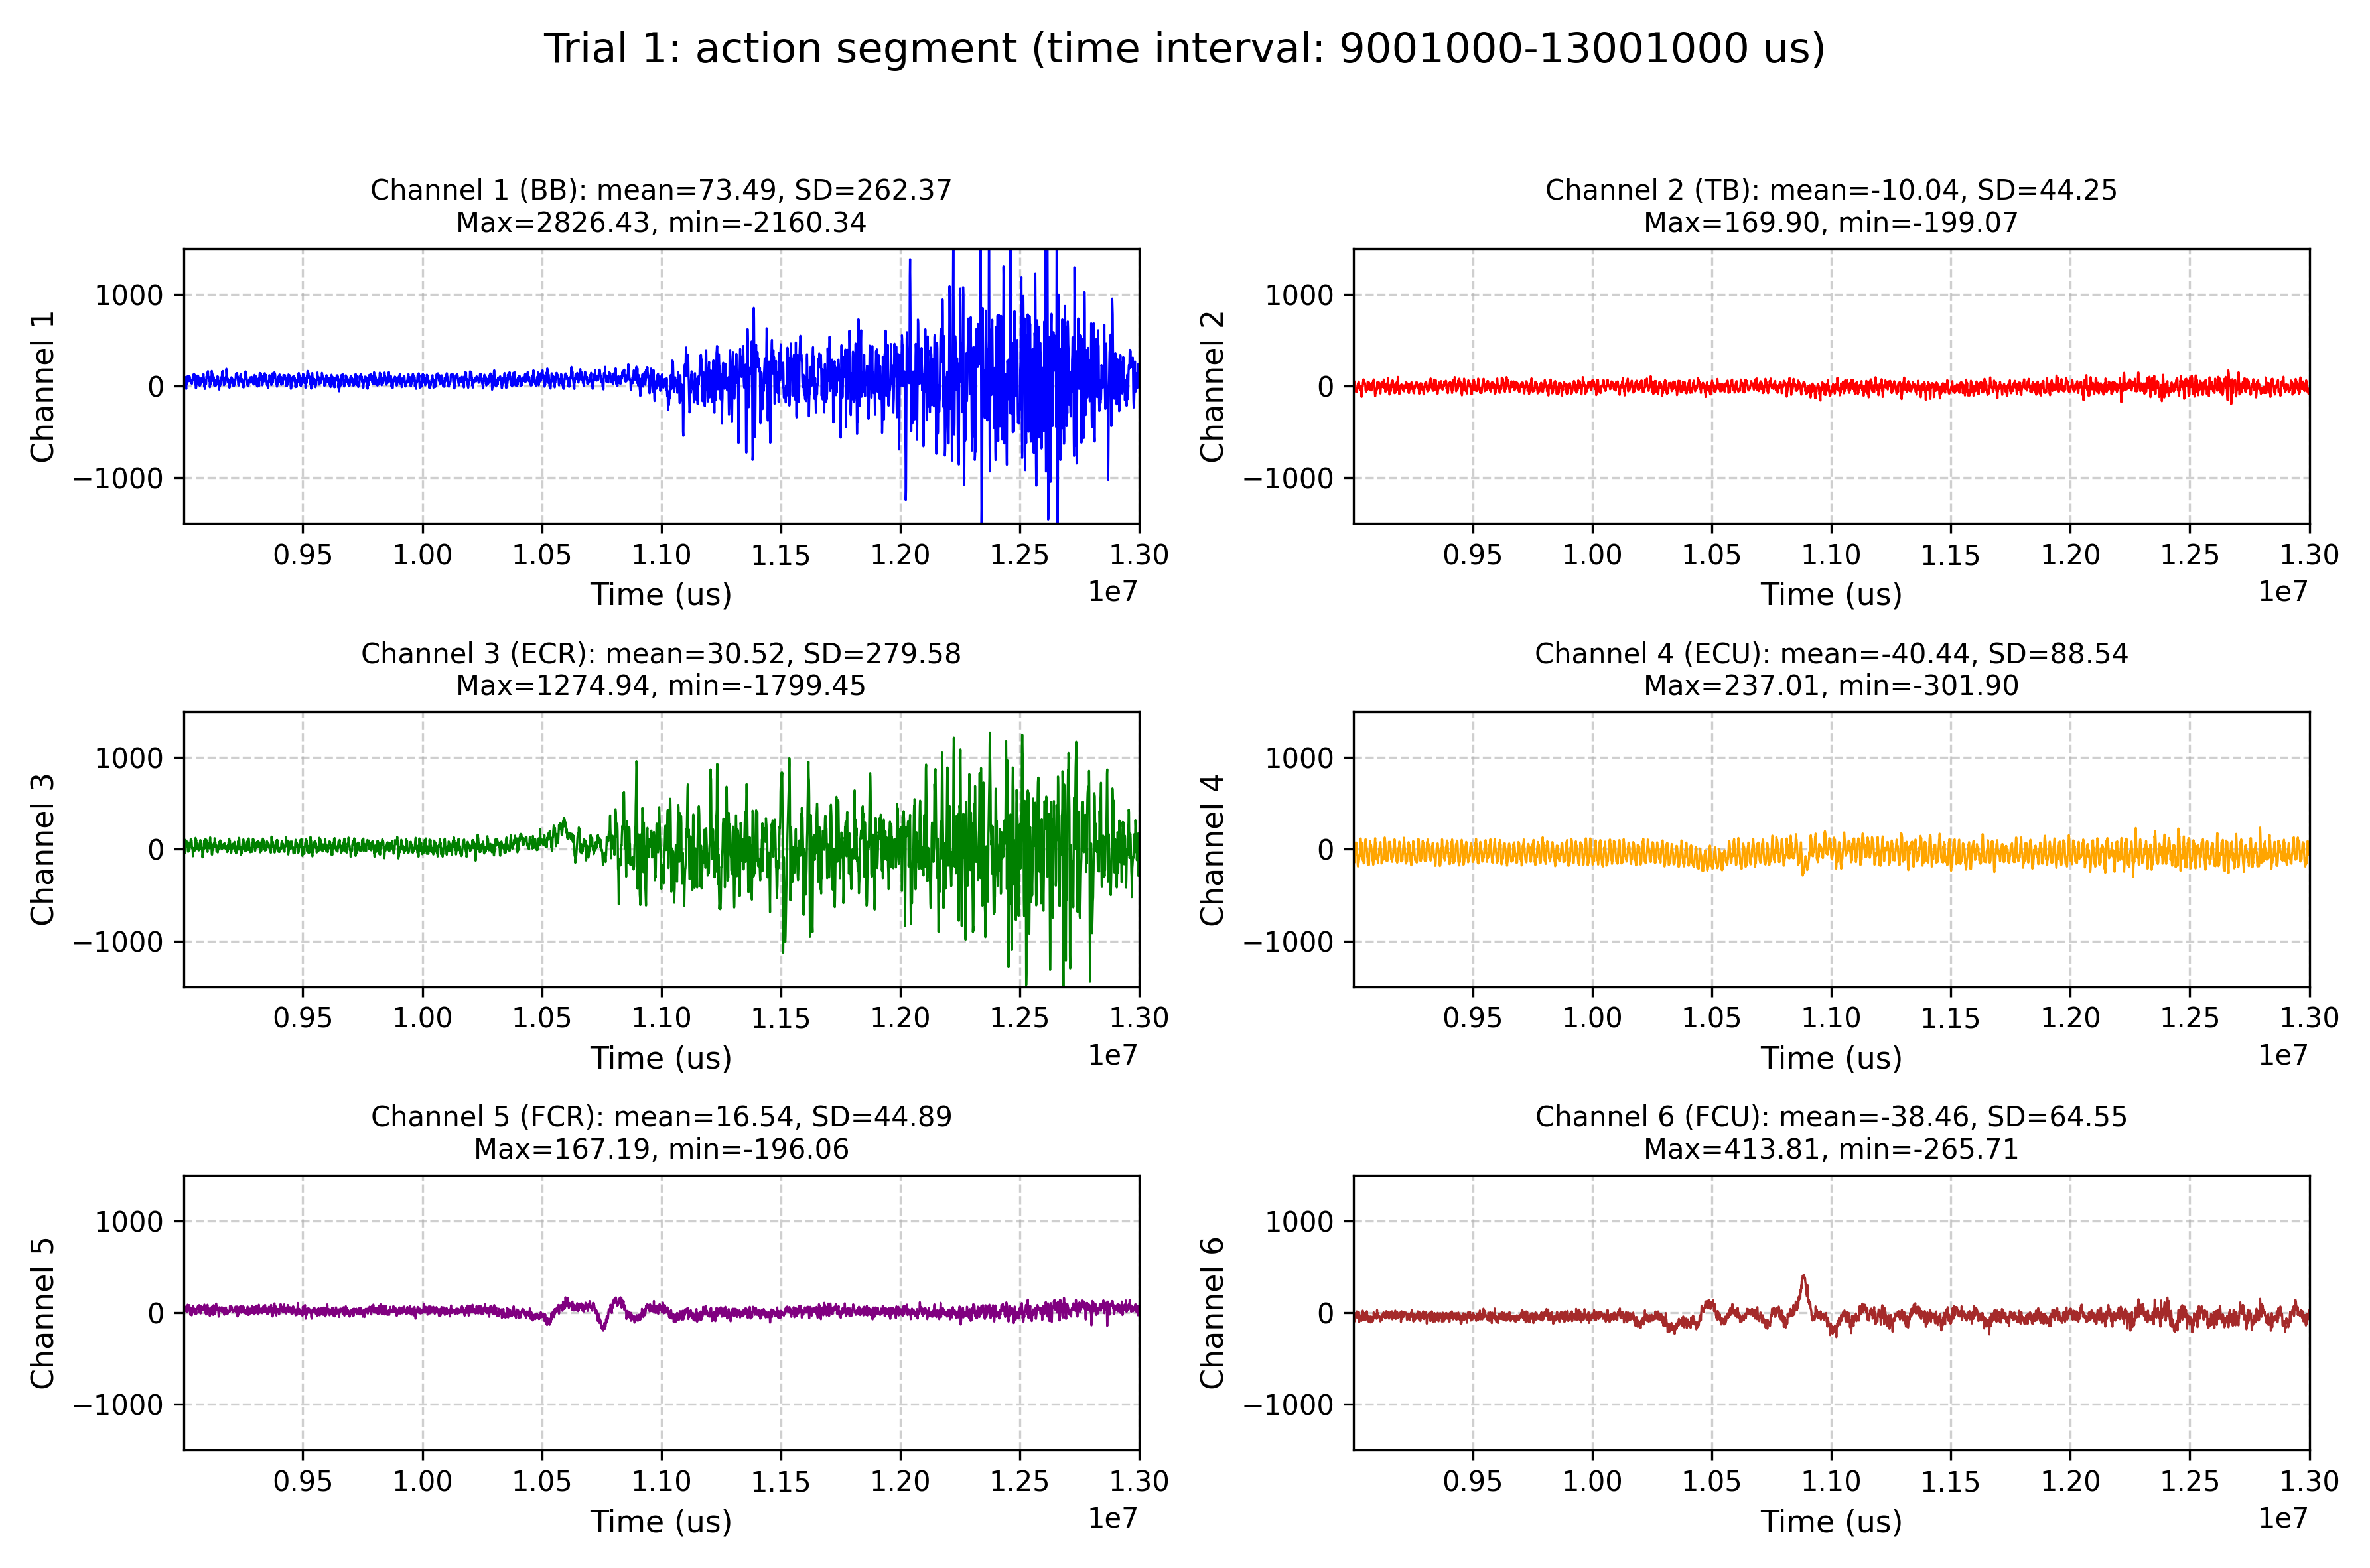 Trial 1: action segment (time interval: 9001000-13001000 us)
Channel 1 (BB): mean=73.49, SD=262.37
Max=2826.43, min=-2160.34
Channel 1
1000
0
−1000
0.95 1.00 1.05 1.10 1.15 1.20 1.25 1.30
Time (us)
1e7
Channel 2 (TB): mean=-10.04, SD=44.25
Max=169.90, min=-199.07
Channel 2
1000
0
−1000
0.95 1.00 1.05 1.10 1.15 1.20 1.25 1.30
Time (us)
1e7
Channel 3 (ECR): mean=30.52, SD=279.58
Max=1274.94, min=-1799.45
Channel 3
1000
0
−1000
0.95 1.00 1.05 1.10 1.15 1.20 1.25 1.30
Time (us)
1e7
Channel 4 (ECU): mean=-40.44, SD=88.54
Max=237.01, min=-301.90
Channel 4
1000
0
−1000
0.95 1.00 1.05 1.10 1.15 1.20 1.25 1.30
Time (us)
1e7
Channel 5 (FCR): mean=16.54, SD=44.89
Max=167.19, min=-196.06
Channel 5
1000
0
−1000
0.95 1.00 1.05 1.10 1.15 1.20 1.25 1.30
Time (us)
1e7
Channel 6 (FCU): mean=-38.46, SD=64.55
Max=413.81, min=-265.71
Channel 6
1000
0
−1000
0.95 1.00 1.05 1.10 1.15 1.20 1.25 1.30
Time (us)
1e7